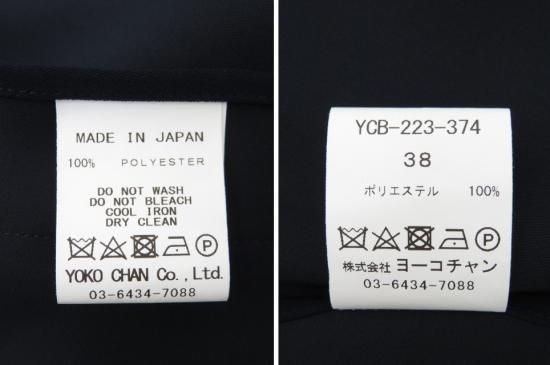 MADE IN JAPAN
100% POLYESTER
DO NOT WASH
DO NOT BLEACH
COOL IRON
DRY CLEAN
P
YOKO CHAN Co., Ltd.
03-6434-7088
YCB-223-374
38
ポリエステル 100%
P
株式会社 ヨーコチャン
03-6434-7088